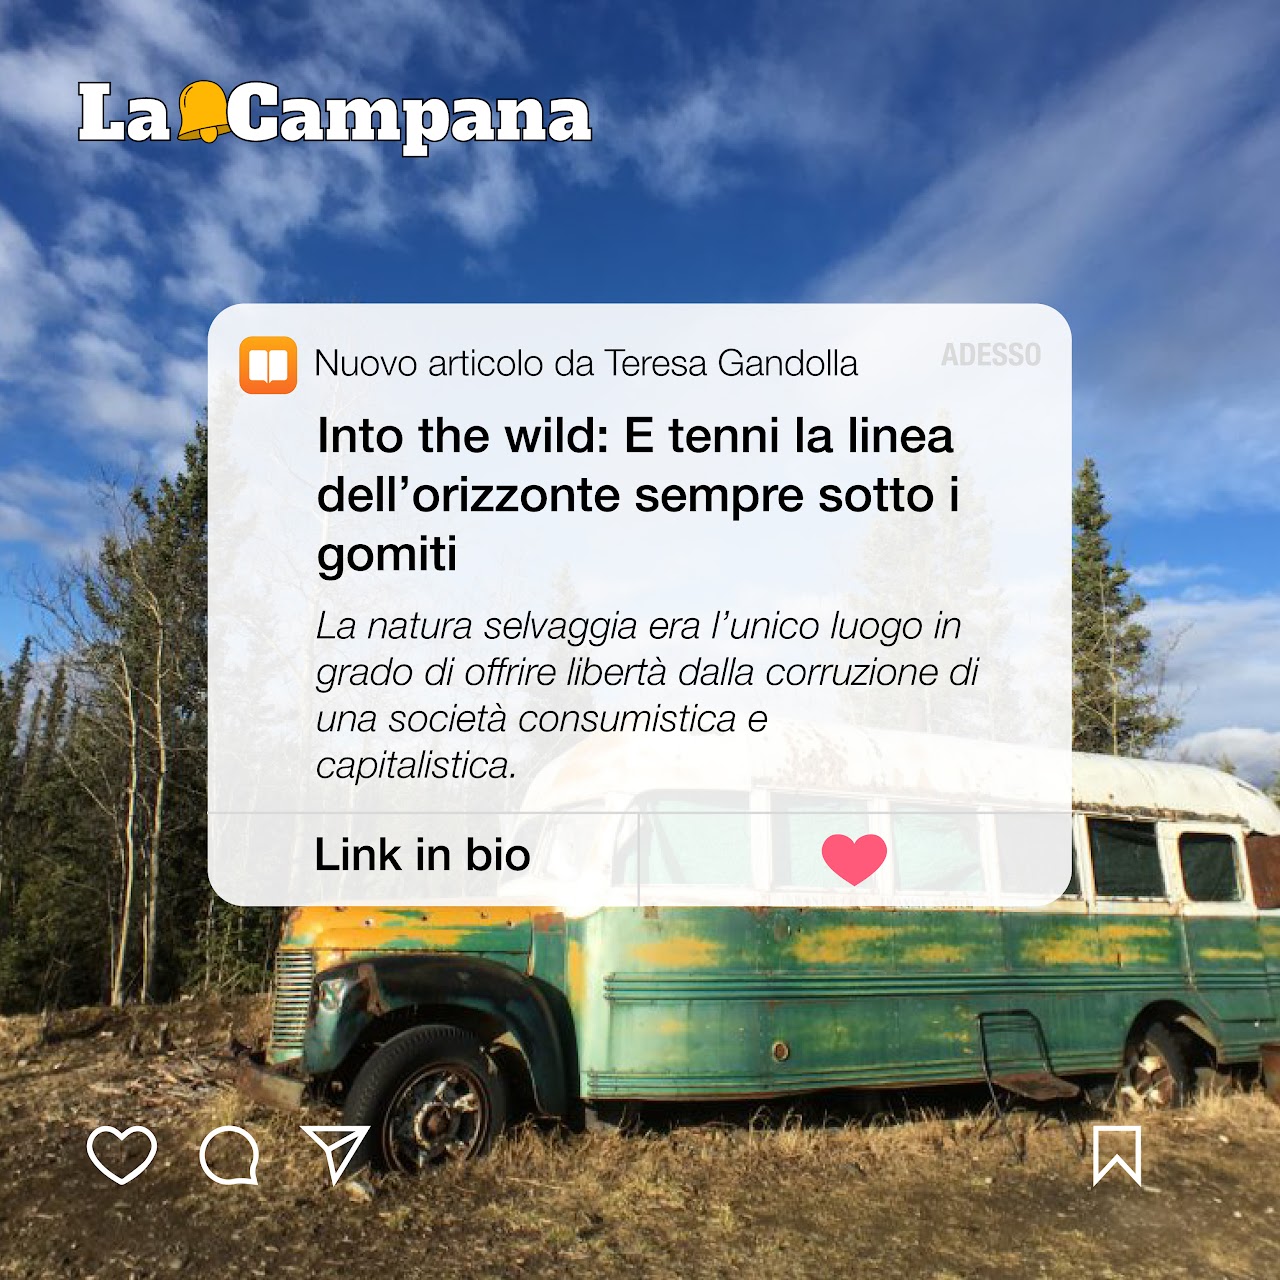 La Campana
Nuovo articolo da Teresa Gandolla
ADESSO
Into the wild: E tenni la linea
dell’orizzonte sempre sotto i
gomiti
La natura selvaggia era l’unico luogo in
grado di offrire libertà dalla corruzione di
una società consumistica e
capitalistica.
Link in bio